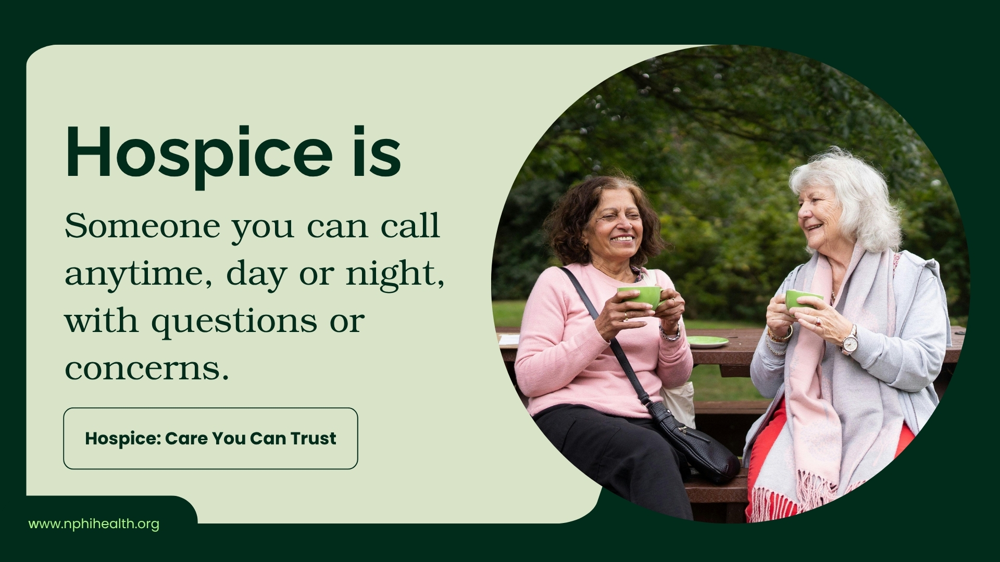 Hospice is
Someone you can call
anytime, day or night,
with questions or
concerns.
Hospice: Care You Can Trust
www.nphihealth.org